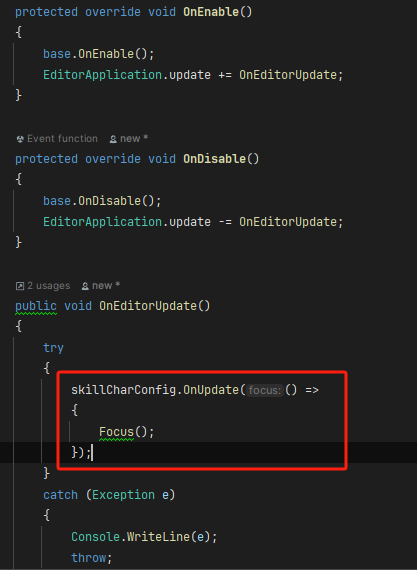 protected override void OnEnable()
{
    base.OnEnable();
    EditorApplication.update += OnEditorUpdate;
}
Event function new *
protected override void OnDisable()
{
    base.OnDisable();
    EditorApplication.update -= OnEditorUpdate;
}
2 usages new *
public void OnEditorUpdate()
{
    try
    {
        skillCharConfig.OnUpdate(focus: () =>
        {
            Focus();
        });
    }
    catch (Exception e)
    {
        Console.WriteLine(e);
        throw;